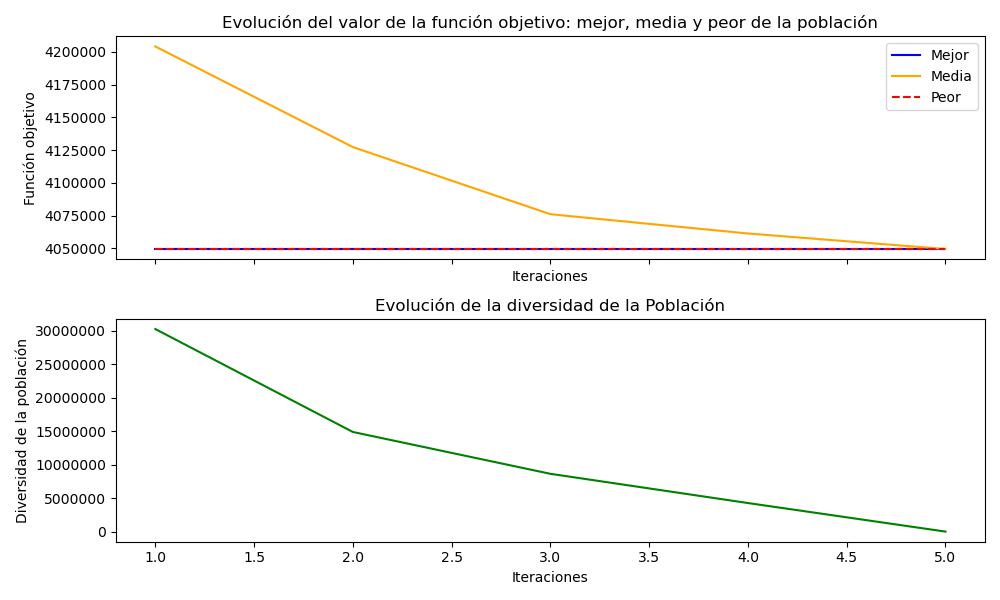 Evolución del valor de la función objetivo: mejor, media y peor de la población
4200000
4175000
4150000
4125000
4100000
4075000
4050000
Función objetivo
Mejor
Media
Peor
Iteraciones
Evolución de la diversidad de la Población
30000000
25000000
20000000
15000000
10000000
5000000
0
Diversidad de la población
1.0 1.5 2.0 2.5 3.0 3.5 4.0 4.5 5.0
Iteraciones